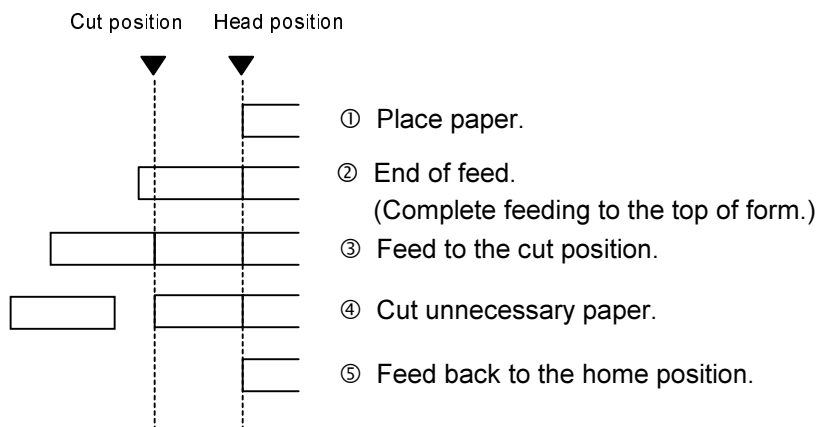 Cut position Head position
① Place paper.
② End of feed.
(Complete feeding to the top of form.)
③ Feed to the cut position.
④ Cut unnecessary paper.
⑤ Feed back to the home position.